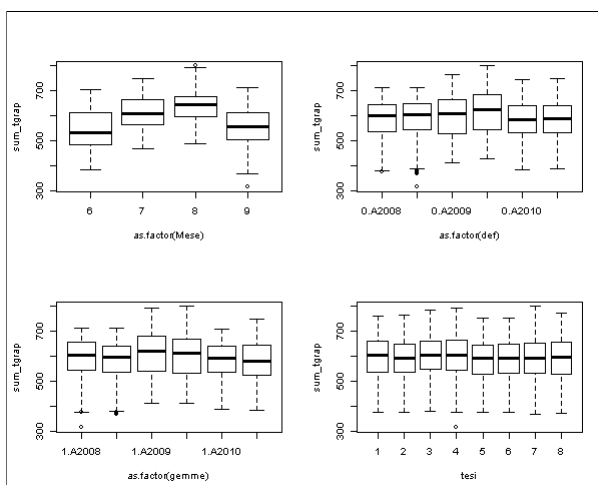 sum_tgrap
300 500 700
6 7 8 9
as.factor(Mese)
sum_tgrap
300 500 700
0.A2008 0.A2009 0.A2010
as.factor(def)
sum_tgrap
300 500 700
1.A2008 1.A2009 1.A2010
as.factor(gemme)
sum_tgrap
300 500 700
1 2 3 4 5 6 7 8
tesi